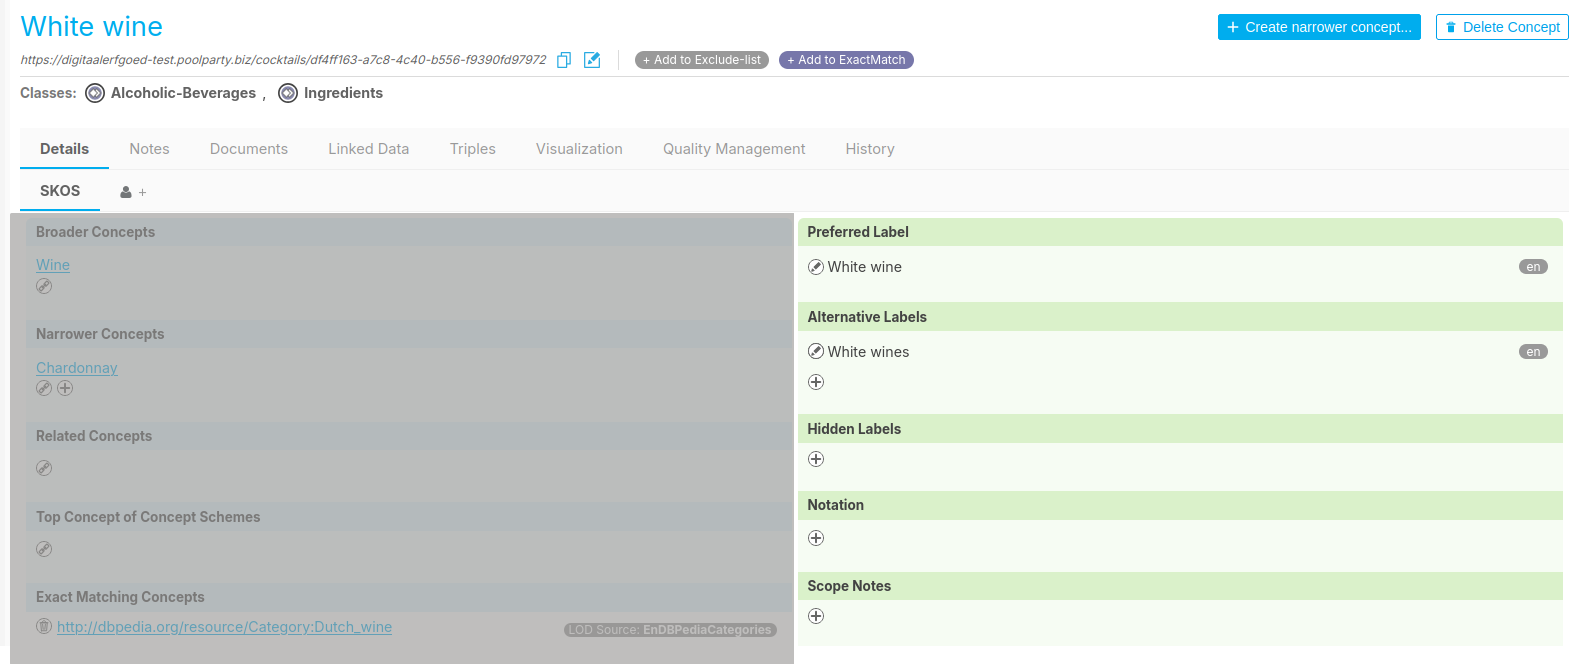 White wine
+ Create narrower concept...
Delete Concept
https://digitaalerfgoed-test.poolparty.biz/cocktails/df4ff163-a7c8-4c40-b556-f9390fd97972
+ Add to Exclude-list
+ Add to ExactMatch
Classes: Alcoholic-Beverages , Ingredients
Details Notes Documents Linked Data Triples Visualization Quality Management History
SKOS +
Broader Concepts
Wine
Narrower Concepts
Chardonnay
Related Concepts
Top Concept of Concept Schemes
Exact Matching Concepts
http://dbpedia.org/resource/Category:Dutch_wine
LOD Source: EnDBPediaCategories
Preferred Label
White wine en
Alternative Labels
White wines en
Hidden Labels
Notation
Scope Notes